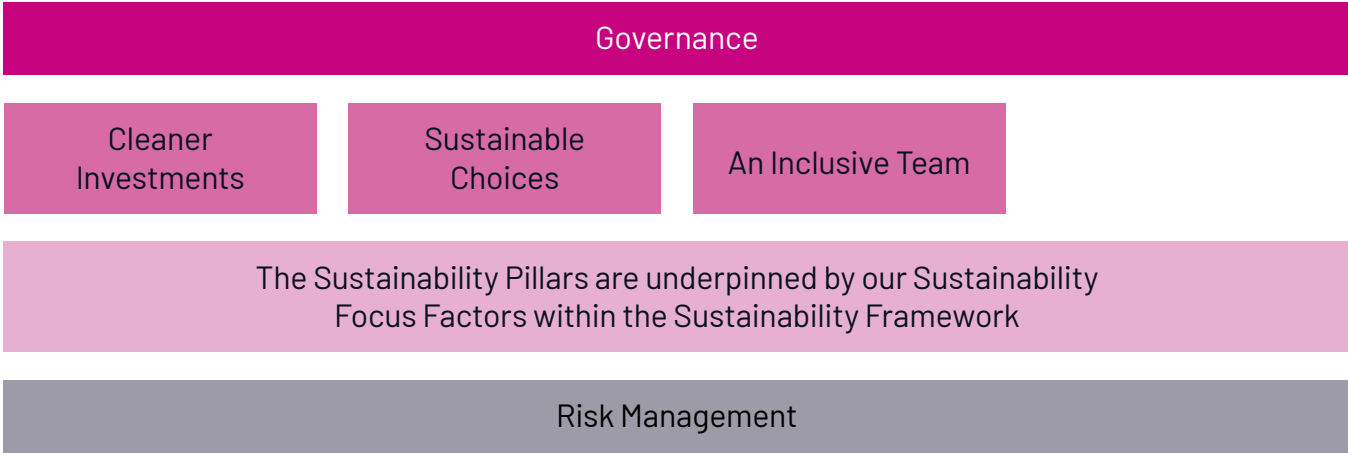 Governance
Cleaner
Investments
Sustainable
Choices
An Inclusive Team
The Sustainability Pillars are underpinned by our Sustainability
Focus Factors within the Sustainability Framework
Risk Management